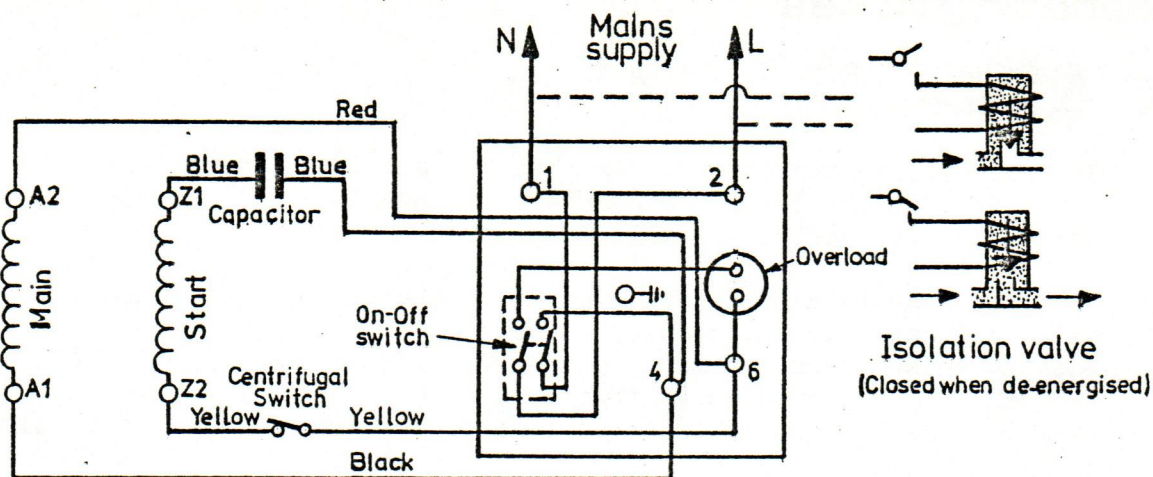 N
Mains
supply
L
Red
Blue
Blue
1
2
A2
Z1
Capacitor
Main
Start
Overload
On-Off
switch
Isolation valve
(Closed when de-energised)
4
6
A1
Z2
Centrifugal
Switch
Yellow
Yellow
Black